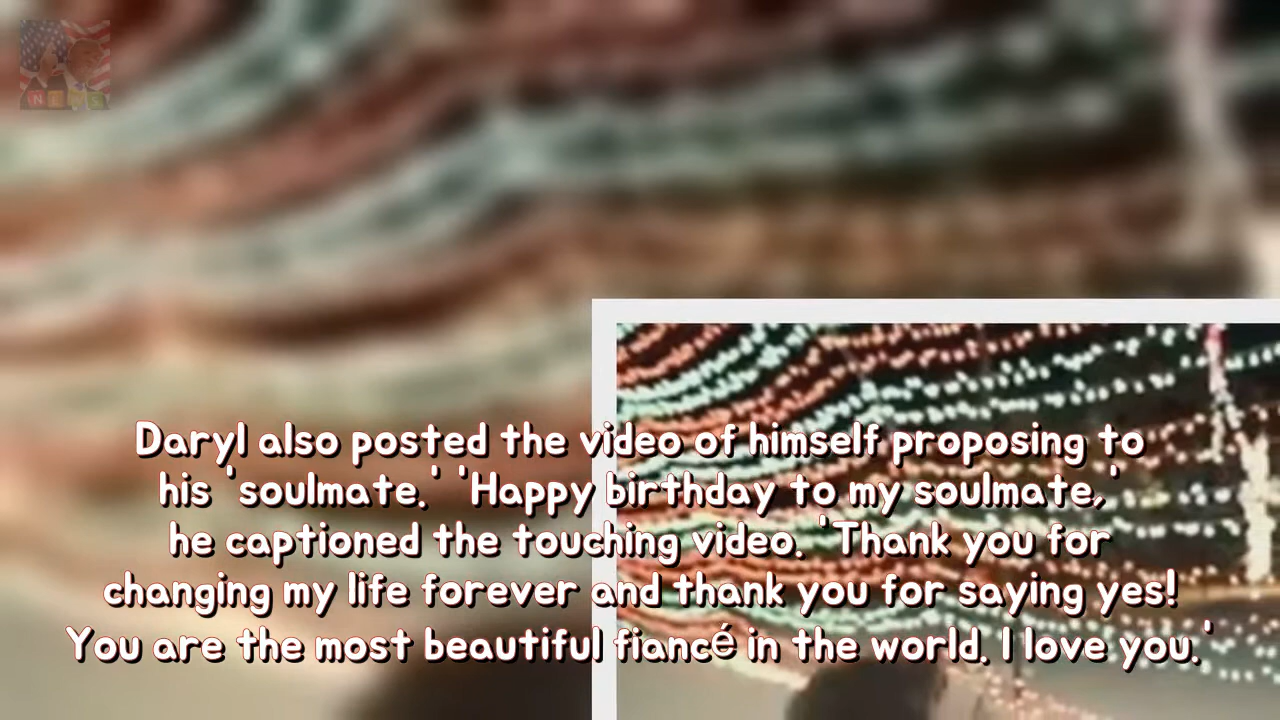 NEWS
Daryl also posted the video of himself proposing to
his 'soulmate.' 'Happy birthday to my soulmate,'
he captioned the touching video. 'Thank you for
changing my life forever and thank you for saying yes!
You are the most beautiful fiancé in the world. I love you.'